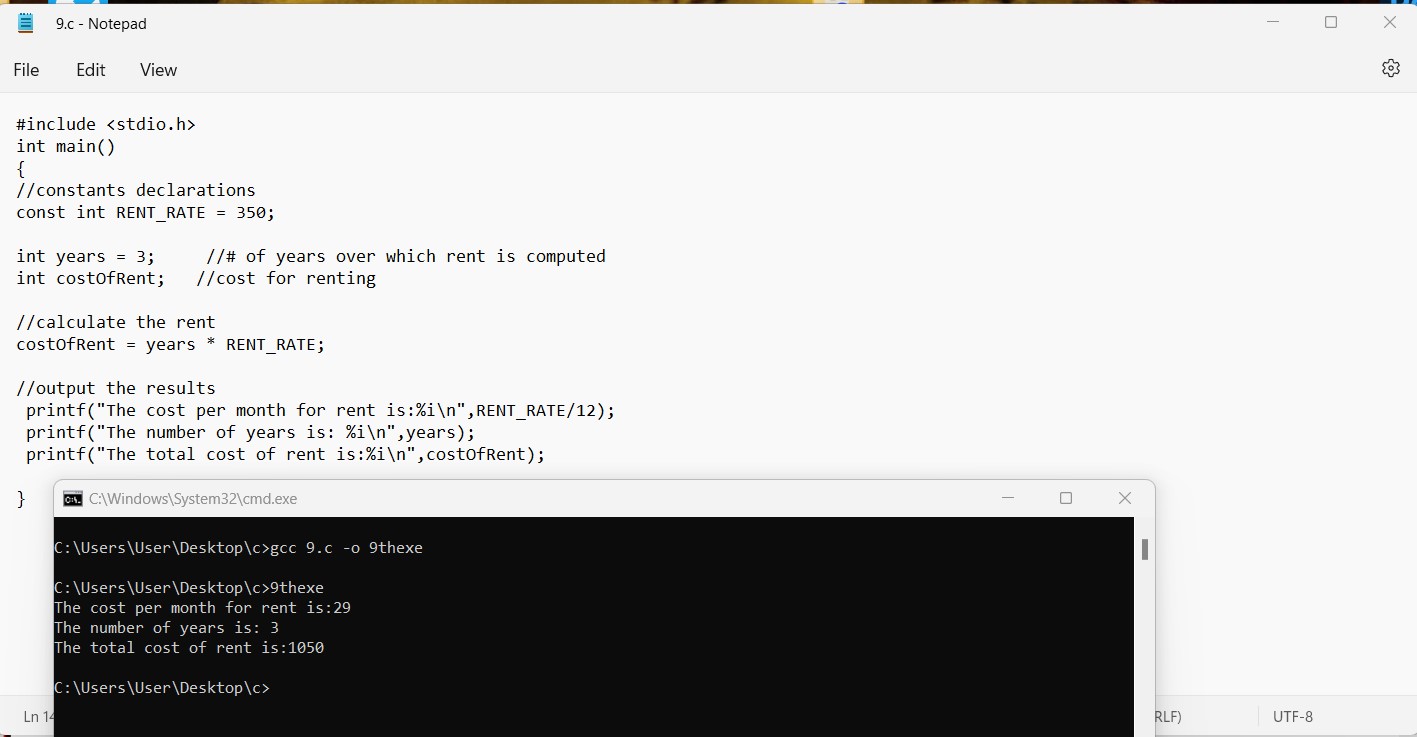 9.c - Notepad
File Edit View
#include <stdio.h>
int main()
{
//constants declarations
const int RENT_RATE = 350;
int years = 3;     //# of years over which rent is computed
int costOfRent;   //cost for renting
//calculate the rent
costOfRent = years * RENT_RATE;
//output the results
 printf("The cost per month for rent is:%i\n",RENT_RATE/12);
 printf("The number of years is: %i\n",years);
 printf("The total cost of rent is:%i\n",costOfRent);
}
C:\Windows\System32\cmd.exe
C:\Users\User\Desktop\c>gcc 9.c -o 9thexe
C:\Users\User\Desktop\c>9thexe
The cost per month for rent is:29
The number of years is: 3
The total cost of rent is:1050
C:\Users\User\Desktop\c>
Ln 14 RLF) UTF-8